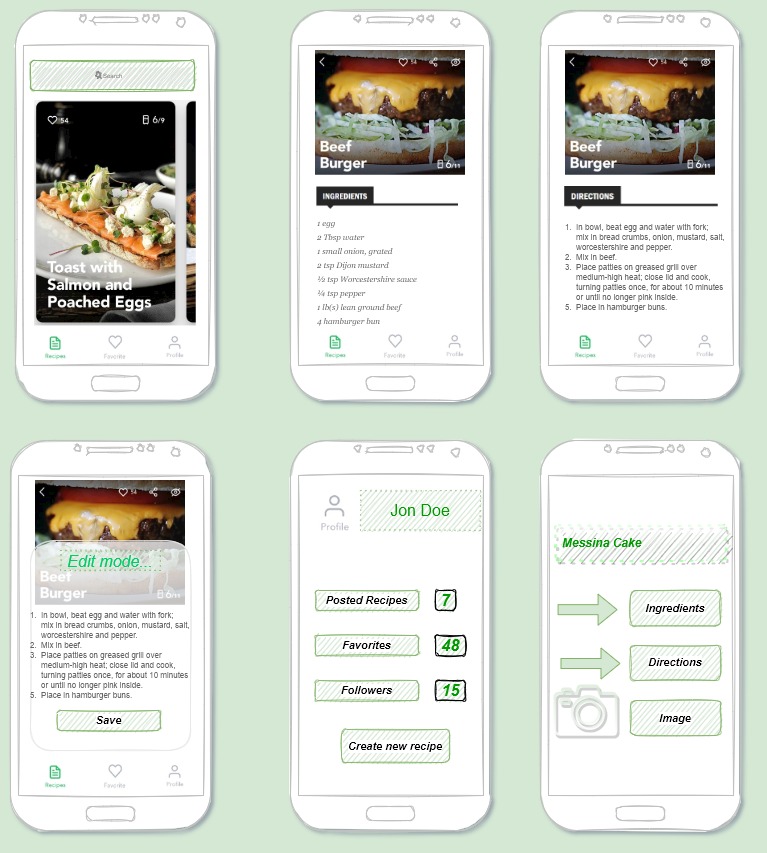 Search
54
6/9
Toast with
Salmon and
Poached Eggs
Recipes
Favorite
Profile
54
Beef
Burger
6/11
INGREDIENTS
1 egg
2 Tbsp water
1 small onion, grated
2 tsp Dijon mustard
½ tsp Worcestershire sauce
¼ tsp pepper
1 lb(s) lean ground beef
4 hamburger bun
Recipes
Favorite
Profile
54
Beef
Burger
6/11
DIRECTIONS
1. In bowl, beat egg and water with fork;
mix in bread crumbs, onion, mustard, salt,
worcestershire and pepper.
2. Mix in beef.
3. Place patties on greased grill over
medium-high heat; close lid and cook,
turning patties once, for about 10 minutes
or until no longer pink inside.
5. Place in hamburger buns.
Recipes
Favorite
Profile
54
Edit mode...
Beef
Burger
6/11
1. In bowl, beat egg and water with fork;
mix in bread crumbs, onion, mustard, salt,
worcestershire and pepper.
2. Mix in beef.
3. Place patties on greased grill over
medium-high heat; close lid and cook,
turning patties once, for about 10 minutes
or until no longer pink inside.
5. Place in hamburger buns.
Save
Recipes
Favorite
Profile
Profile
Jon Doe
Posted Recipes 7
Favorites 48
Followers 15
Create new recipe
Messina Cake
Ingredients
Directions
Image